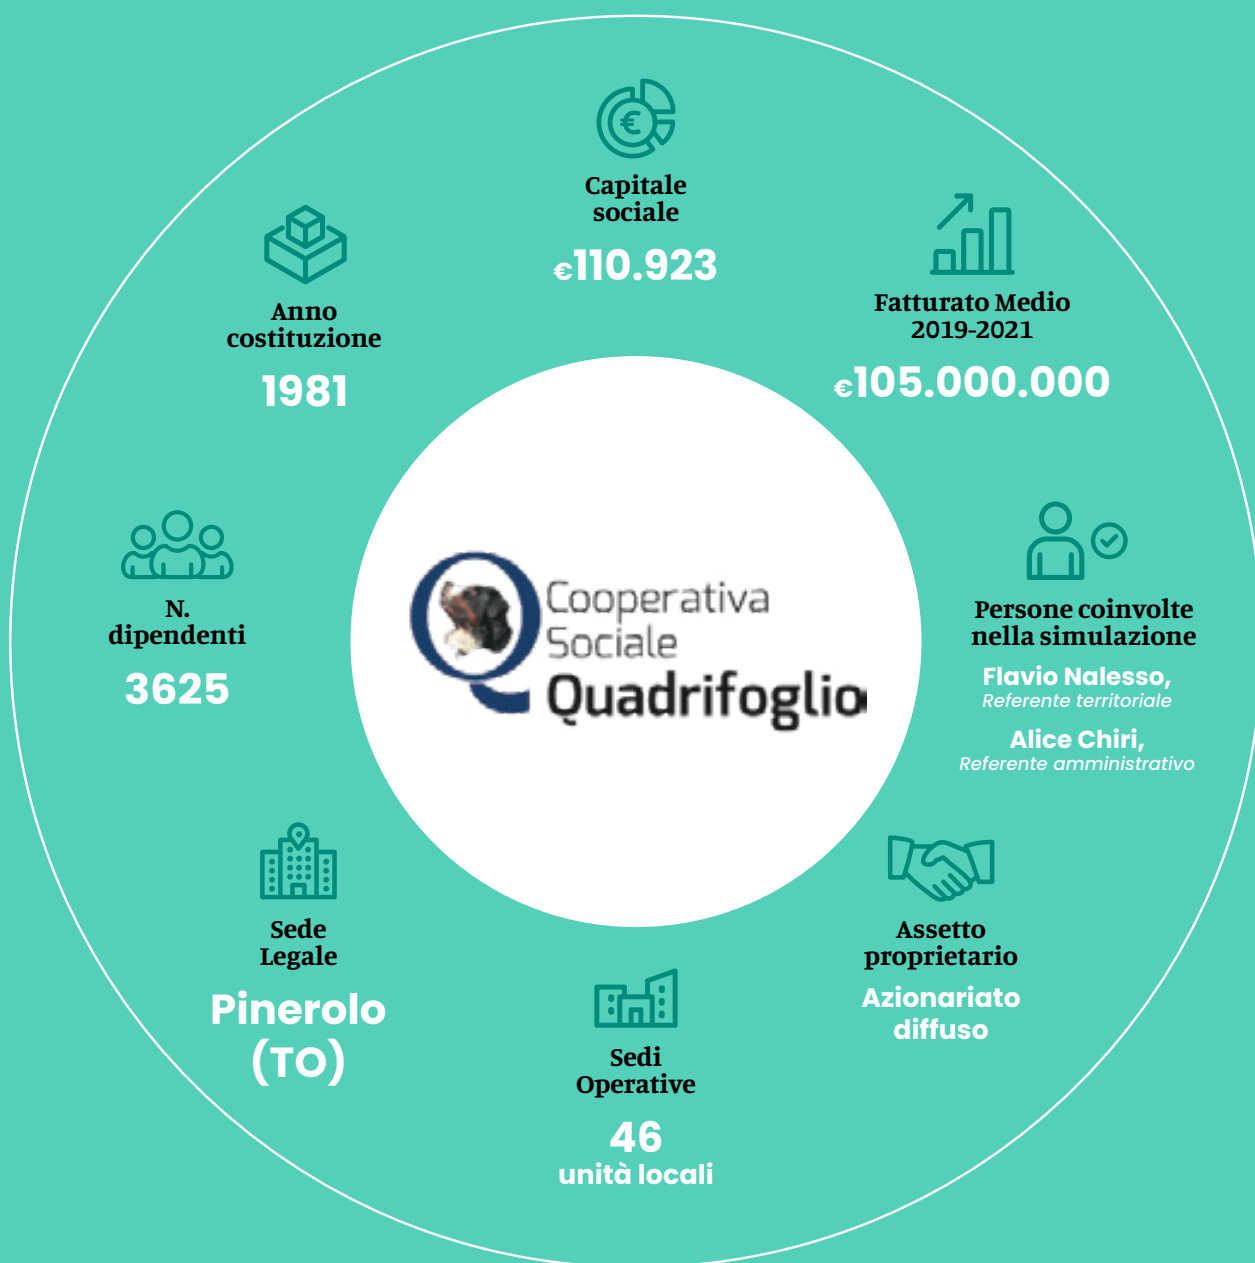 Capitale
sociale
€110.923
Fatturato Medio
2019-2021
€105.000.000
Persone coinvolte
nella simulazione
Flavio Nalesso,
Referente territoriale
Alice Chiri,
Referente amministrativo
Assetto
proprietario
Azionariato
diffuso
Sedi
Operative
46
unità locali
Sede
Legale
Pinerolo
(TO)
N.
dipendenti
3625
Anno
costituzione
1981
Cooperativa
Sociale
Quadrifoglio